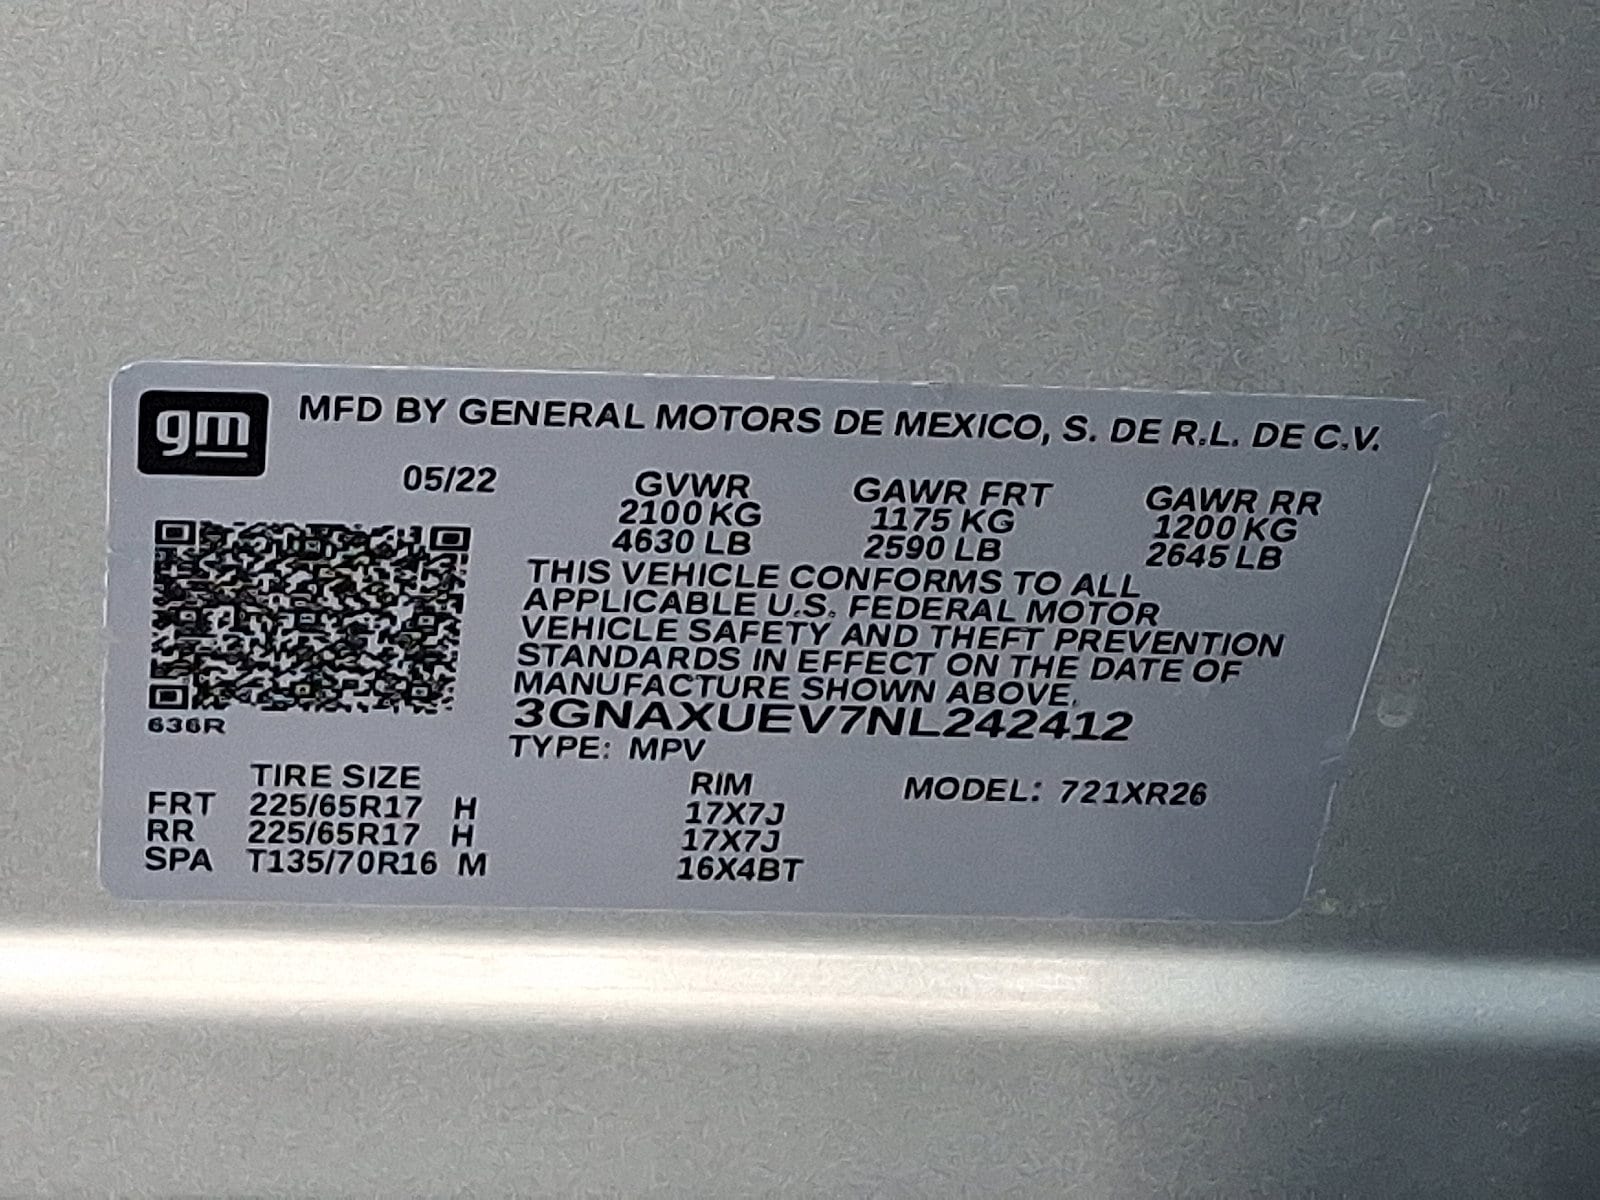 gm
MFD BY GENERAL MOTORS DE MEXICO, S. DE R.L. DE C.V.
05/22 GVWR GAWR FRT GAWR RR
2100 KG 1175 KG 1200 KG
4630 LB 2590 LB 2645 LB
THIS VEHICLE CONFORMS TO ALL
APPLICABLE U.S. FEDERAL MOTOR
VEHICLE SAFETY AND THEFT PREVENTION
STANDARDS IN EFFECT ON THE DATE OF
MANUFACTURE SHOWN ABOVE.
3GNAXUEV7NL242412
636R
TYPE: MPV
TIRE SIZE RIM MODEL: 721XR26
FRT 225/65R17 H 17X7J
RR 225/65R17 H 17X7J
SPA T135/70R16 M 16X4BT